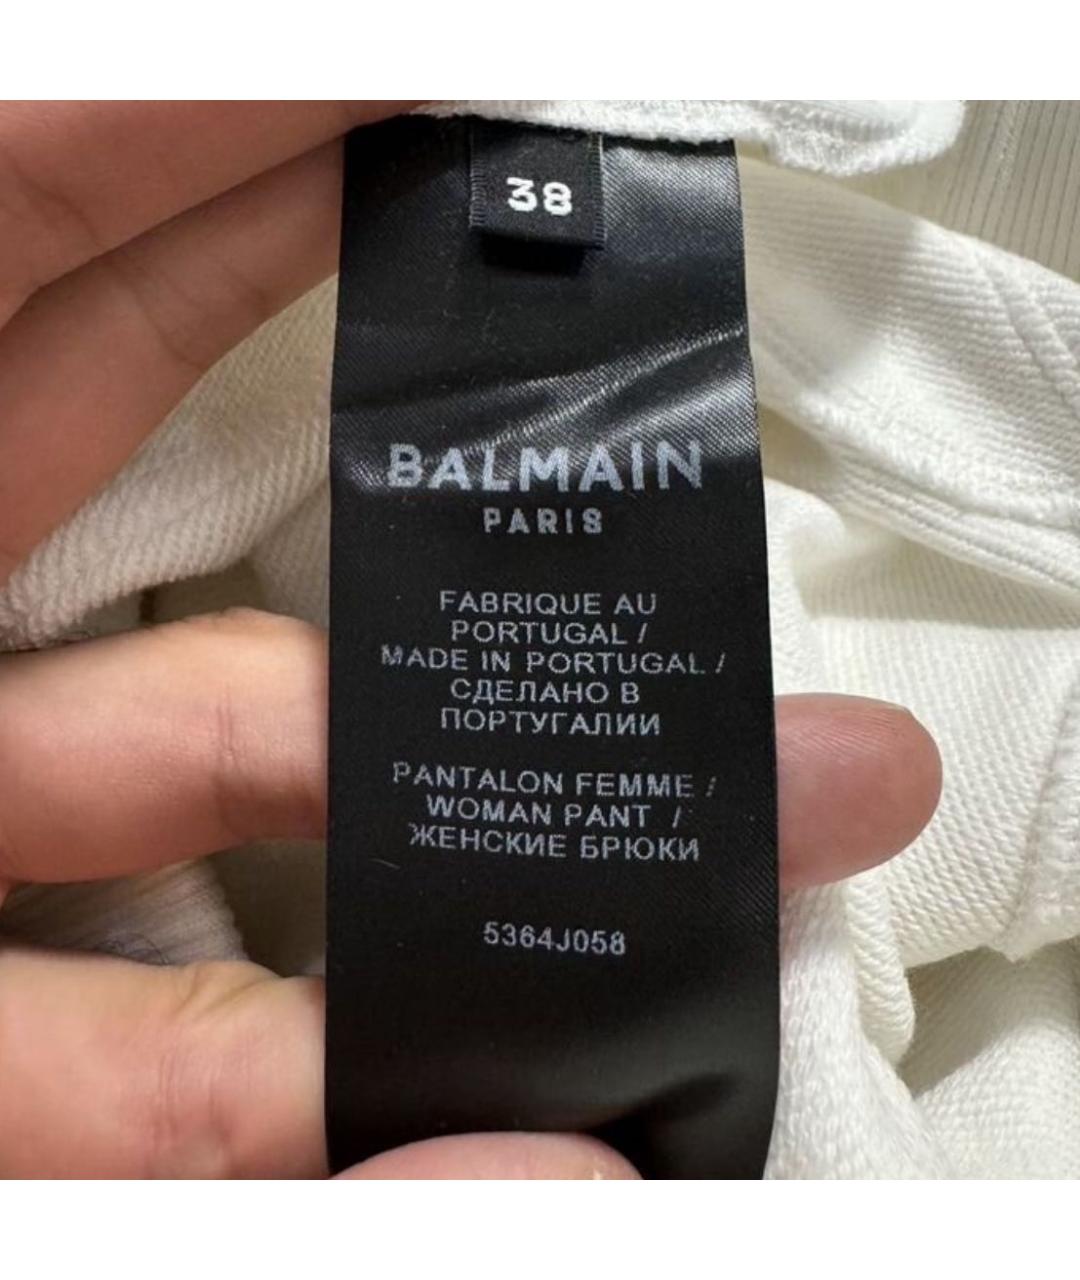 38
BALMAIN
PARIS
FABRIQUE AU
PORTUGAL /
MADE IN PORTUGAL /
СДЕЛАНО В
ПОРТУГАЛИИ
PANTALON FEMME /
WOMAN PANT /
ЖЕНСКИЕ БРЮКИ
5364J058